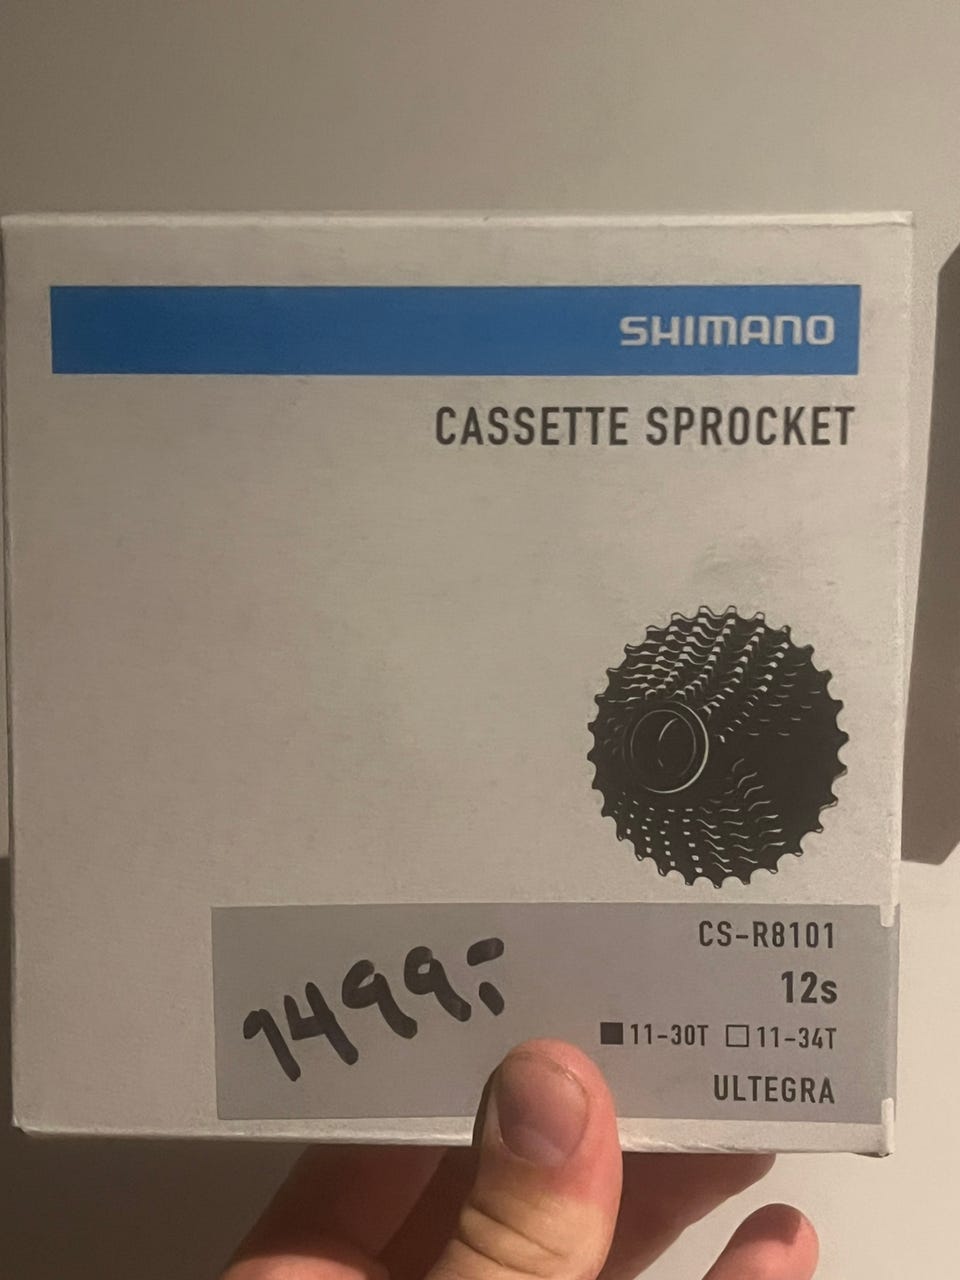 SHIMANO
CASSETTE SPROCKET
CS-R8101
12s
1499,-
■11-30T □11-34T
ULTEGRA